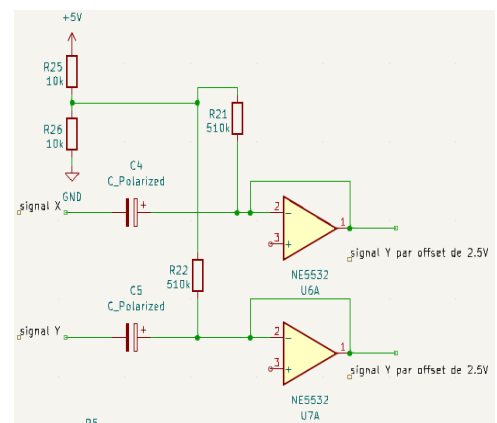 +5V
R25
10k
R26
10k
GND
R21
510k
C4
C_Polarized
signal X
+
2
-
3
+
1
signal Y par offset de 2.5V
NE5532
U6A
R22
510k
C5
C_Polarized
signal Y
+
2
-
3
+
1
signal Y par offset de 2.5V
NE5532
U7A